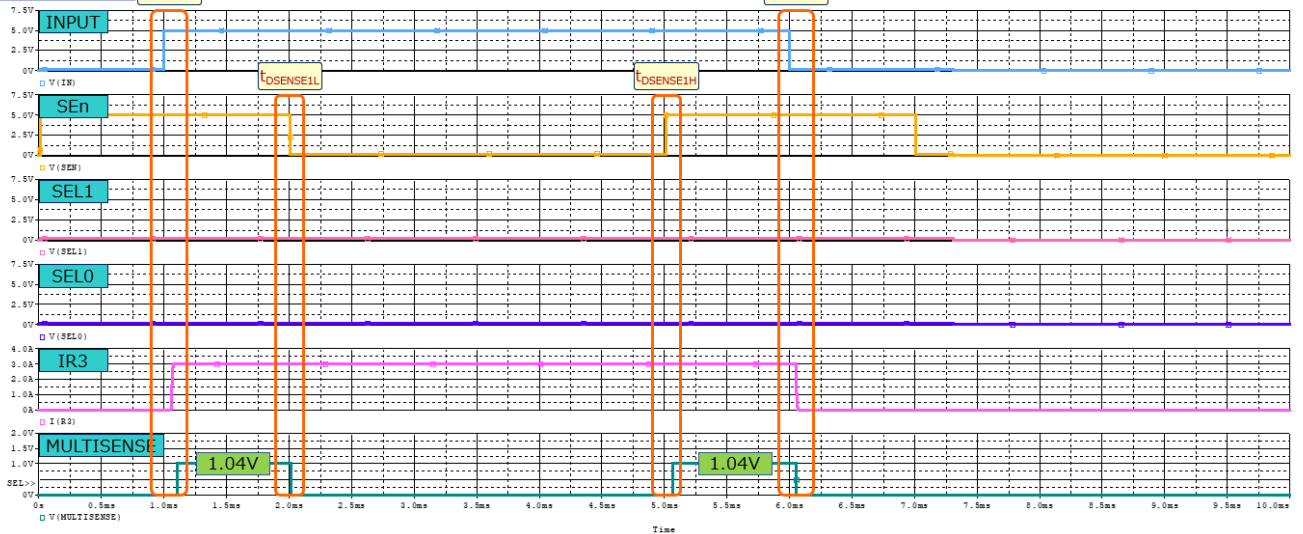 7.5V
INPUT
5.0V
2.5V
0V
V(IN)
tDSENSE1L
tDSENSE1H
7.5V
SEn
5.0V
2.5V
0V
V(SEN)
7.5V
SEL1
5.0V
2.5V
0V
V(SEL1)
7.5V
SEL0
5.0V
2.5V
0V
V(SEL0)
4.0A
IR3
3.0A
2.0A
1.0A
0A
I(R3)
2.0V
MULTISENSE
1.5V
1.0V
1.04V
1.04V
SEL>>
0V
0s 0.5ms 1.0ms 1.5ms 2.0ms 2.5ms 3.0ms 3.5ms 4.0ms 4.5ms 5.0ms 5.5ms 6.0ms 6.5ms 7.0ms 7.5ms 8.0ms 8.5ms 9.0ms 9.5ms 10.0ms
V(MULTISENSE)
Time